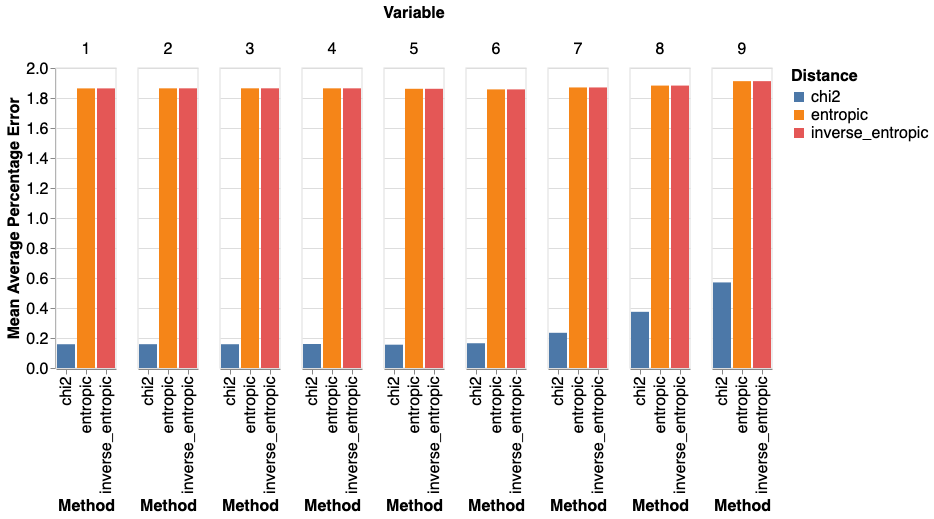 Variable
1 2 3 4 5 6 7 8 9
Mean Average Percentage Error
2.0
1.8
1.6
1.4
1.2
1.0
0.8
0.6
0.4
0.2
0.0
chi2 entropic inverse_entropic chi2 entropic inverse_entropic chi2 entropic inverse_entropic chi2 entropic inverse_entropic chi2 entropic inverse_entropic chi2 entropic inverse_entropic chi2 entropic inverse_entropic chi2 entropic inverse_entropic chi2 entropic inverse_entropic
Method Method Method Method Method Method Method Method Method
Distance
chi2
entropic
inverse_entropic